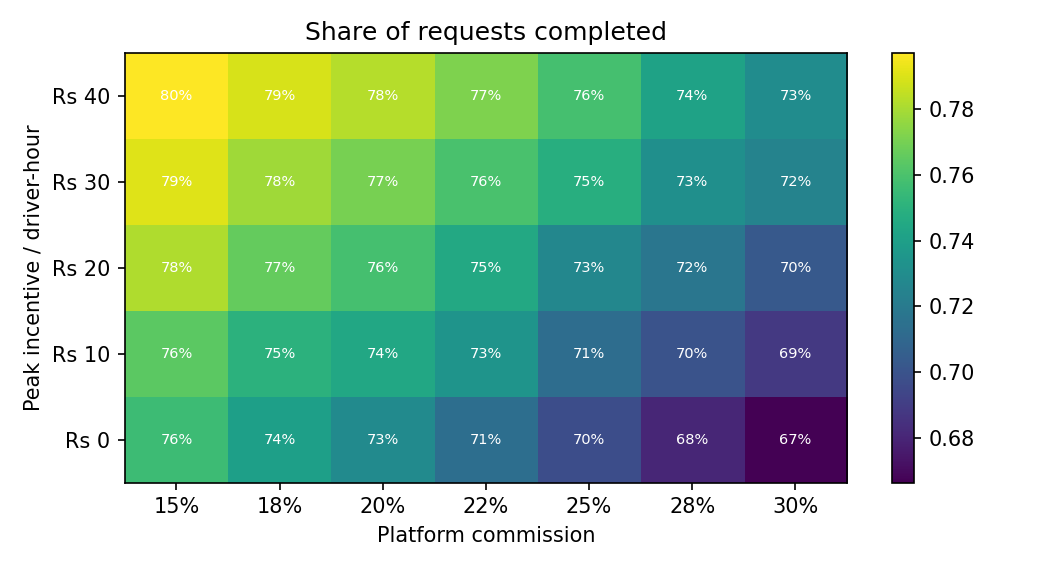 Share of requests completed
Peak incentive / driver-hour
Rs 40 80% 79% 78% 77% 76% 74% 73%
Rs 30 79% 78% 77% 76% 75% 73% 72%
Rs 20 78% 77% 76% 75% 73% 72% 70%
Rs 10 76% 75% 74% 73% 71% 70% 69%
Rs 0 76% 74% 73% 71% 70% 68% 67%
15% 18% 20% 22% 25% 28% 30%
Platform commission
0.78
0.76
0.74
0.72
0.70
0.68